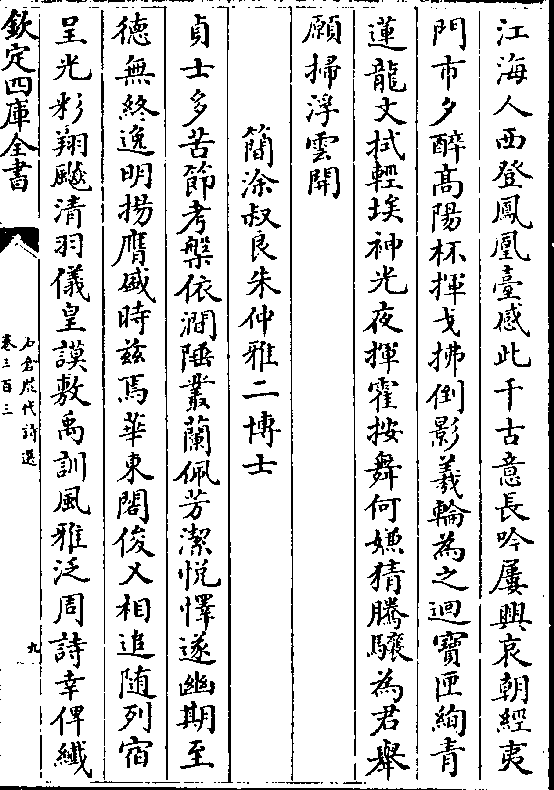 江海人西登鳳凰臺感此千古意長吟屢興哀朝經夷
門市夕醉髙陽杯揮戈拂倒影羲輪為之迴寶匣絢青
蓮龍文拭輕埃神光夜揮霍按舞何嫌猜騰驤為君舉
願掃浮雲開
簡涂叔良朱仲雅二博士
貞士多苦節考槃依澗陲叢蘭佩芳潔悦懌遂幽期至
德無終逸明揚膺盛時兹焉華東閣俊乂相追随列宿
呈光彩翔飈清羽儀皇謨敷禹訓風雅泛周詩幸俾纎
欽定四庫全書
石倉歴代詩選
卷三百三
九